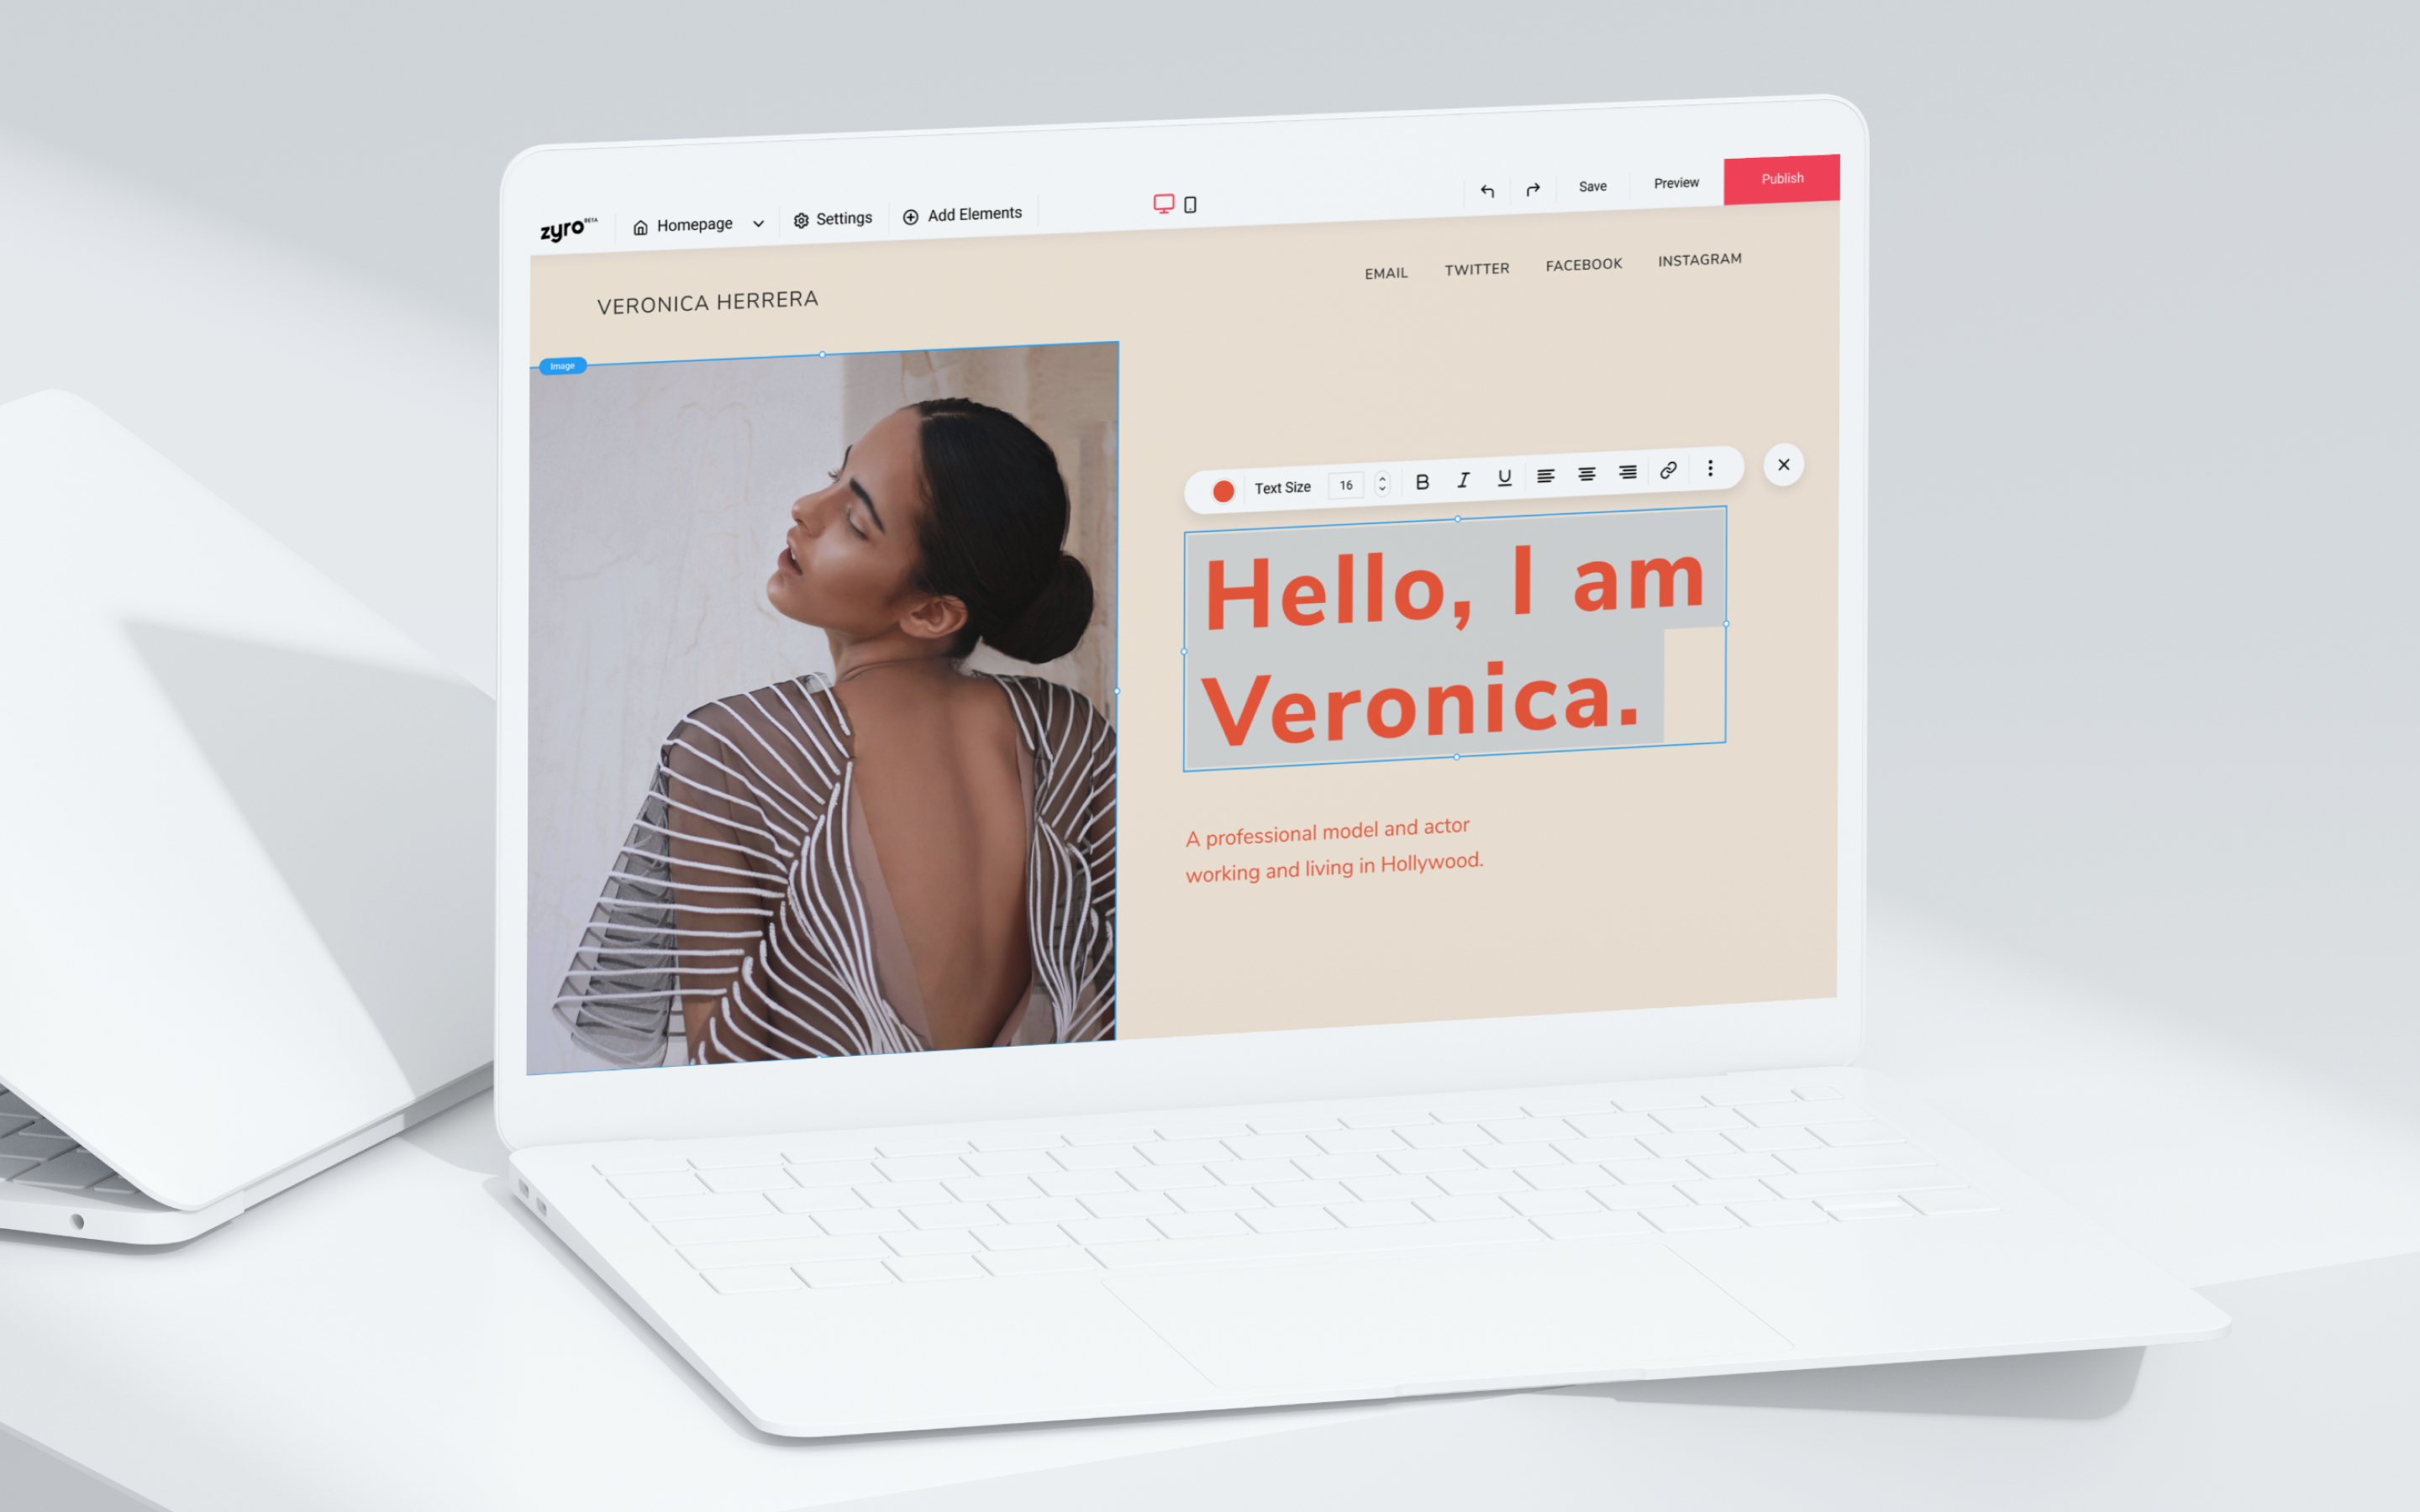 zyro BETA
Homepage
Settings
Add Elements
Save
Preview
Publish
VERONICA HERRERA
EMAIL
TWITTER
FACEBOOK
INSTAGRAM
Image
Text Size
16
B
I
U
Hello, I am
Veronica.
A professional model and actor
working and living in Hollywood.